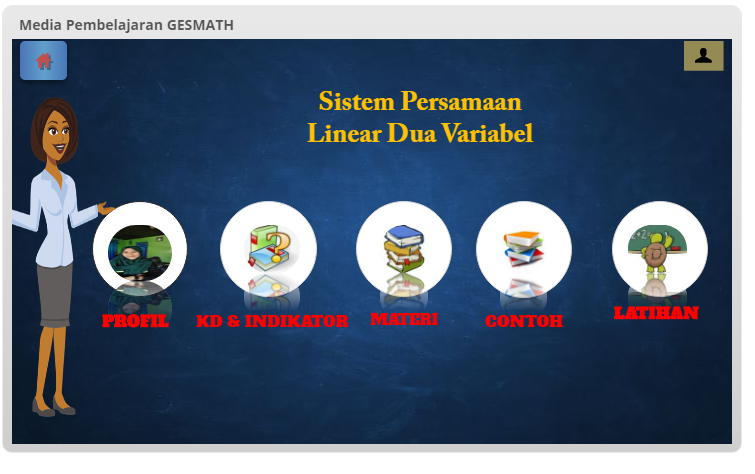 Media Pembelajaran GESMATH
Sistem Persamaan
Linear Dua Variabel
PROFIL
KD & INDIKATOR
MATERI
CONTOH
LATIHAN